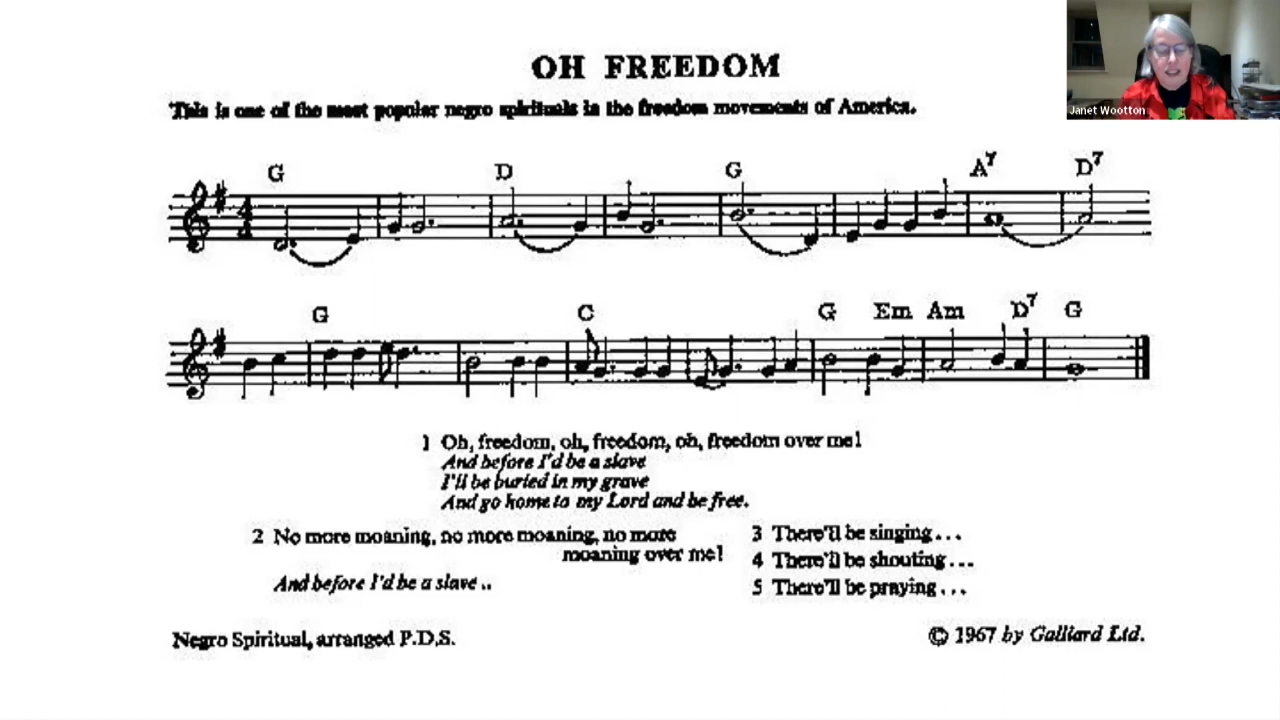 OH FREEDOM
Janet Wootton
This is one of the most popular negro spirituals in the freedom movements of America.
G D G A7 D7
4
4
G C G Em Am D7 G
1 Oh, freedom, oh, freedom, oh, freedom over me!
And before I'd be a slave
I'll be buried in my grave
And go home to my Lord and be free.
2 No more moaning, no more moaning, no more
moaning over me!
And before I'd be a slave ..
3 There'll be singing...
4 There'll be shouting...
5 There'll be praying...
Negro Spiritual, arranged P.D.S.
© 1967 by Galliard Ltd.